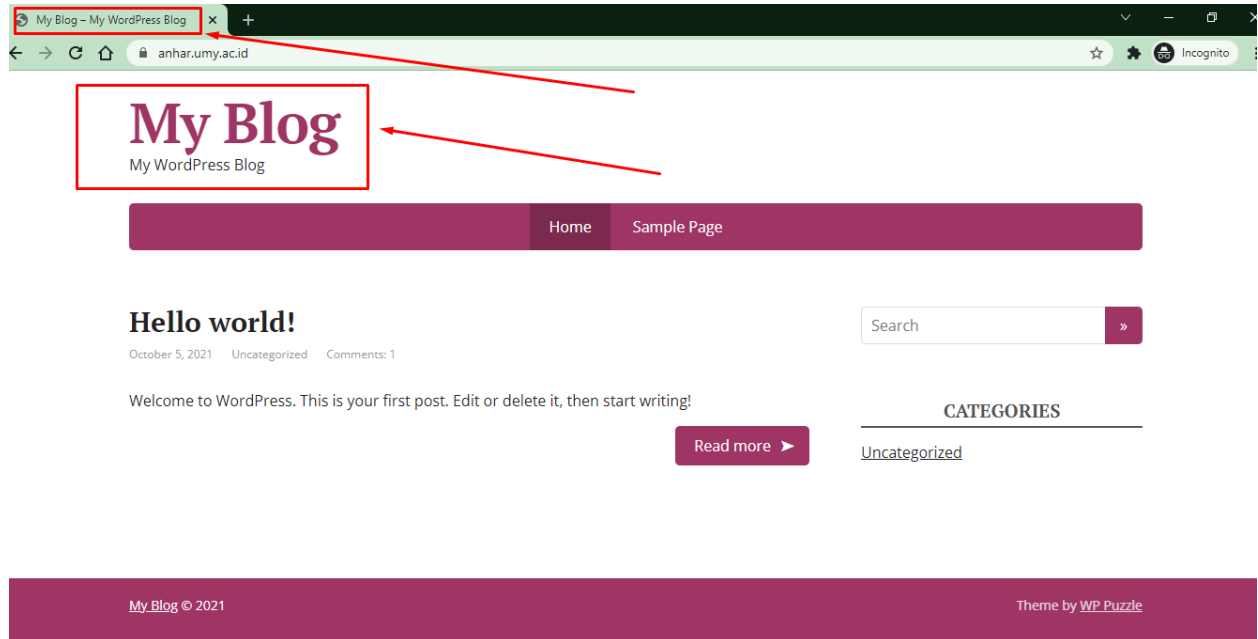 My Blog – My WordPress Blog
anhar.umy.ac.id
Incognito
My Blog
My WordPress Blog
Home Sample Page
Hello world!
October 5, 2021 Uncategorized Comments: 1
Welcome to WordPress. This is your first post. Edit or delete it, then start writing!
Read more
Search »
CATEGORIES
Uncategorized
My Blog © 2021
Theme by WP Puzzle